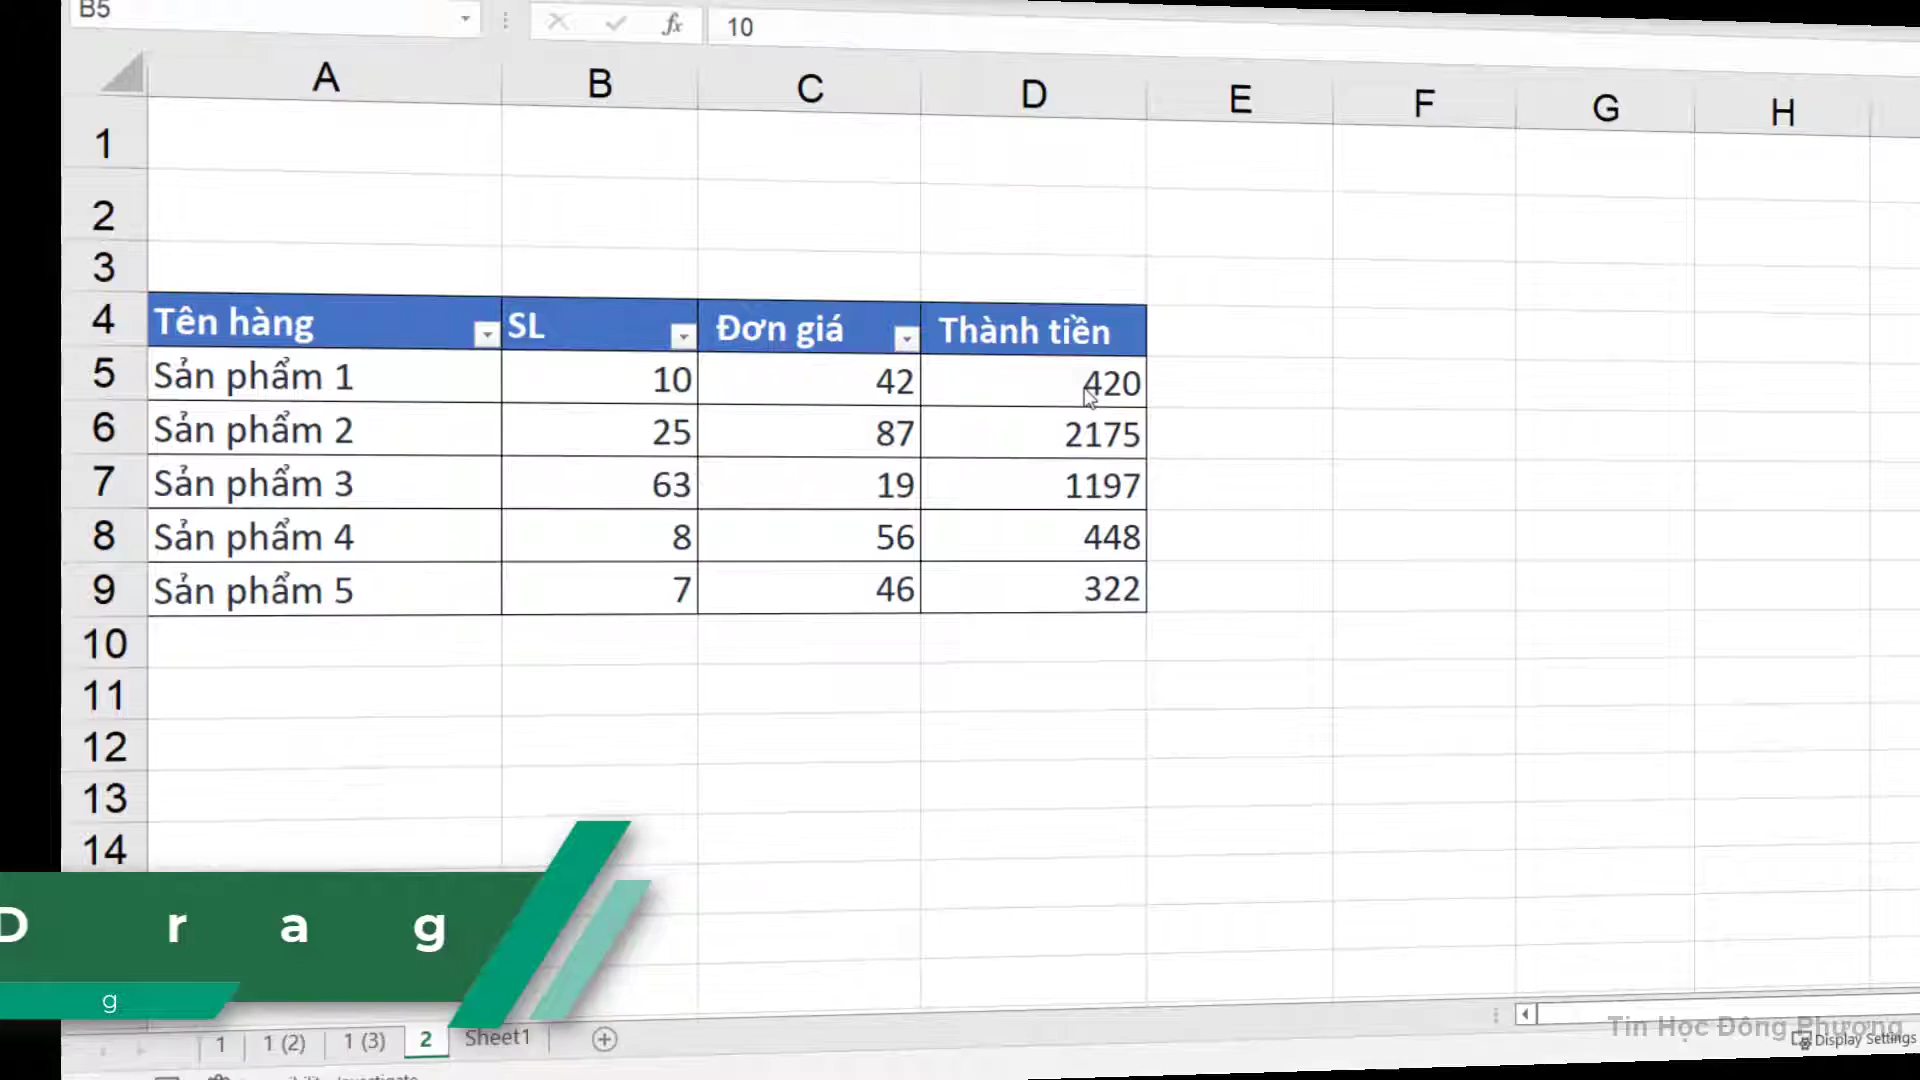 B5 fx 10
A B C D E F G H
1
2
3
4 Tên hàng SL Đơn giá Thành tiền
5 Sản phẩm 1 10 42 420
6 Sản phẩm 2 25 87 2175
7 Sản phẩm 3 63 19 1197
8 Sản phẩm 4 8 56 448
9 Sản phẩm 5 7 46 322
10
11
12
13
14
D r a g
g
1 1 (2) 1 (3) 2 Sheet1
Tin Học Đông Phương
Display Settings